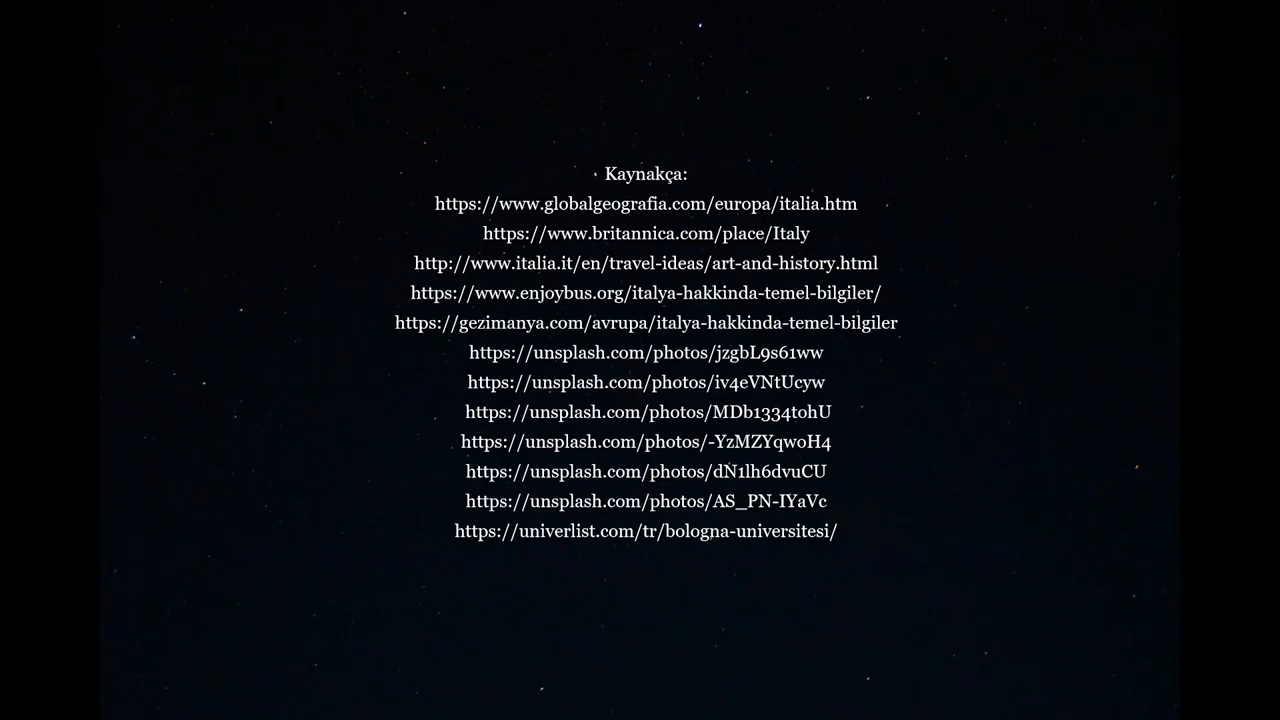 Kaynakça:
https://www.globalgeografia.com/europa/italia.htm
https://www.britannica.com/place/Italy
http://www.italia.it/en/travel-ideas/art-and-history.html
https://www.enjoybus.org/italya-hakkinda-temel-bilgiler/
https://gezimanya.com/avrupa/italya-hakkinda-temel-bilgiler
https://unsplash.com/photos/jzgbL9s61ww
https://unsplash.com/photos/iv4eVNtUcyw
https://unsplash.com/photos/MDb1334tohU
https://unsplash.com/photos/-YzMZYqwoH4
https://unsplash.com/photos/dN1lh6dvuCU
https://unsplash.com/photos/AS_PN-IYaVc
https://univerlist.com/tr/bologna-universitesi/